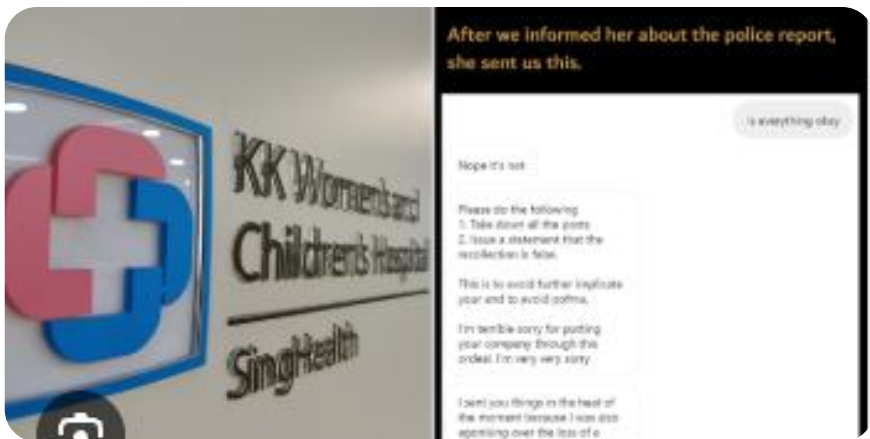 KK Women's and
Children's Hospital
SingHealth
After we informed her about the police report,
she sent us this.
is everything okay
Nope it's not
Please do the following
1. Take down all the posts
2. Issue a statement that the
recollection is false.
This is to avoid further implicate
your and to avoid pofma.
I'm terrible sorry for putting
your company through this
ordeal. I'm very very sorry
I sent you things in the heat of
the moment because I was also
agonising over the loss of a